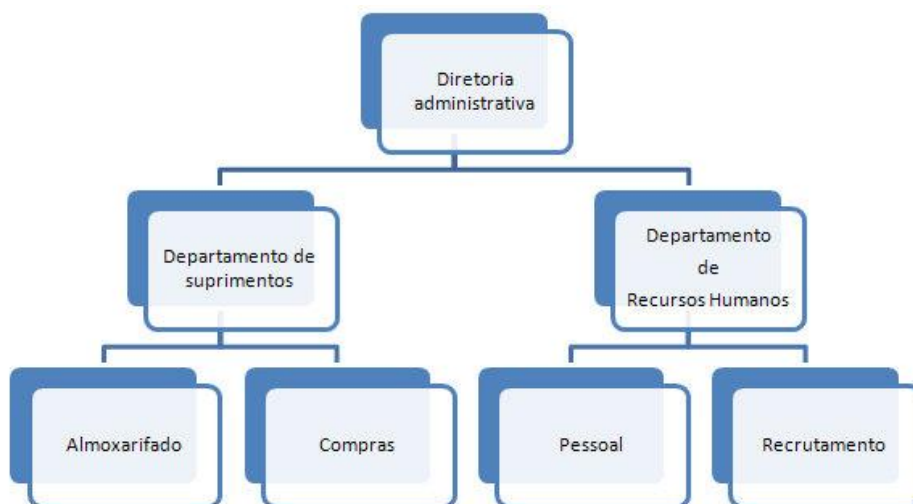 Diretoria
administrativa
Departamento de
suprimentos
Departamento
de
Recursos Humanos
Almoxarifado
Compras
Pessoal
Recrutamento